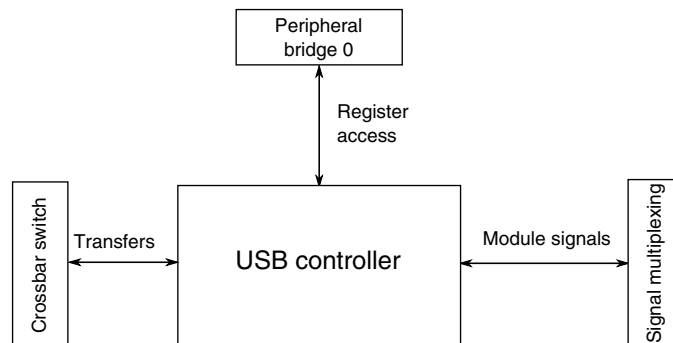 Peripheral
bridge 0
Register
access
Crossbar switch
Transfers
USB controller
Module signals
Signal multiplexing